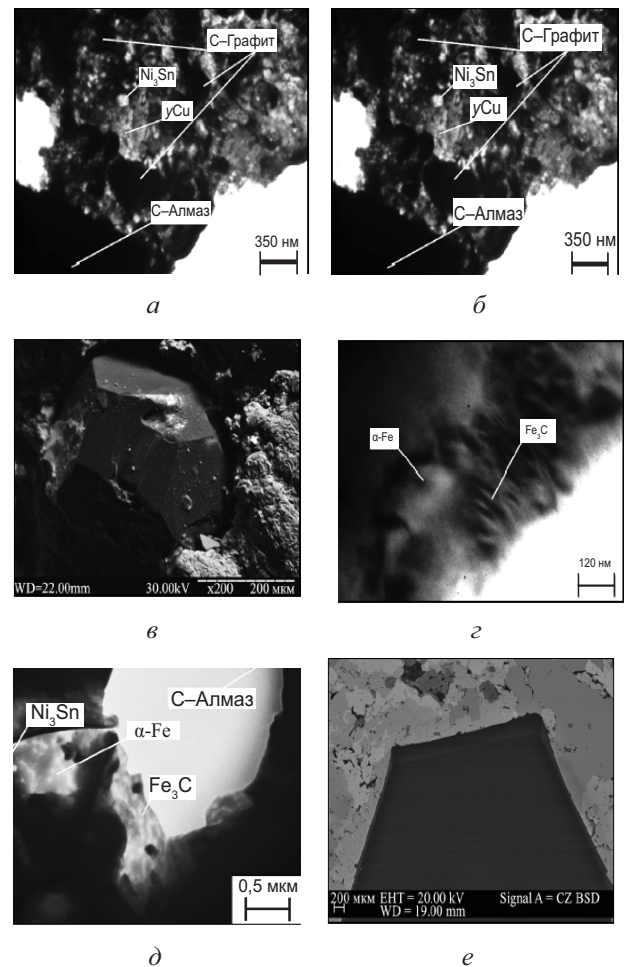 С–Графит
Ni₃Sn
γCu
С–Алмаз
350 нм
а
С–Графит
Ni₃Sn
γCu
С–Алмаз
350 нм
б
WD=22.00mm 30.00kV x200 200 мкм
в
α-Fe
Fe₃C
120 нм
г
С–Алмаз
Ni₃Sn
α-Fe
Fe₃C
0,5 мкм
д
200 мкм EHT = 20.00 kV Signal A = CZ BSD
WD = 19.00 mm
е